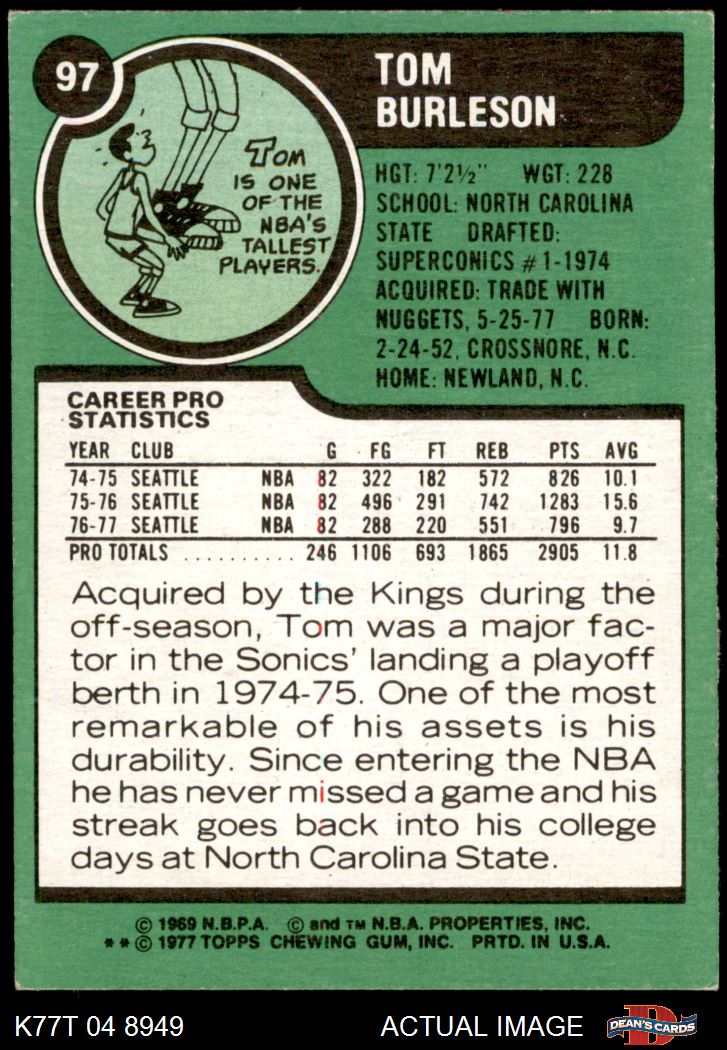 97
TOM
BURLESON
TOM
IS ONE
OF THE
NBA'S
TALLEST
PLAYERS.
HGT: 7'2½" WGT: 228
SCHOOL: NORTH CAROLINA
STATE DRAFTED:
SUPERCONICS #1-1974
ACQUIRED: TRADE WITH
NUGGETS, 5-25-77 BORN:
2-24-52, CROSSNORE, N.C.
HOME: NEWLAND, N.C.
CAREER PRO
STATISTICS
YEAR CLUB G FG FT REB PTS AVG
74-75 SEATTLE NBA 82 322 182 572 826 10.1
75-76 SEATTLE NBA 82 496 291 742 1283 15.6
76-77 SEATTLE NBA 82 288 220 551 796 9.7
PRO TOTALS .......... 246 1106 693 1865 2905 11.8
Acquired by the Kings during the
off-season, Tom was a major fac-
tor in the Sonics' landing a playoff
berth in 1974-75. One of the most
remarkable of his assets is his
durability. Since entering the NBA
he has never missed a game and his
streak goes back into his college
days at North Carolina State.
© 1969 N.B.P.A. © and TM N.B.A. PROPERTIES, INC.
**© 1977 TOPPS CHEWING GUM, INC. PRTD. IN U.S.A.
K77T 04 8949 ACTUAL IMAGE DEAN'S CARDS